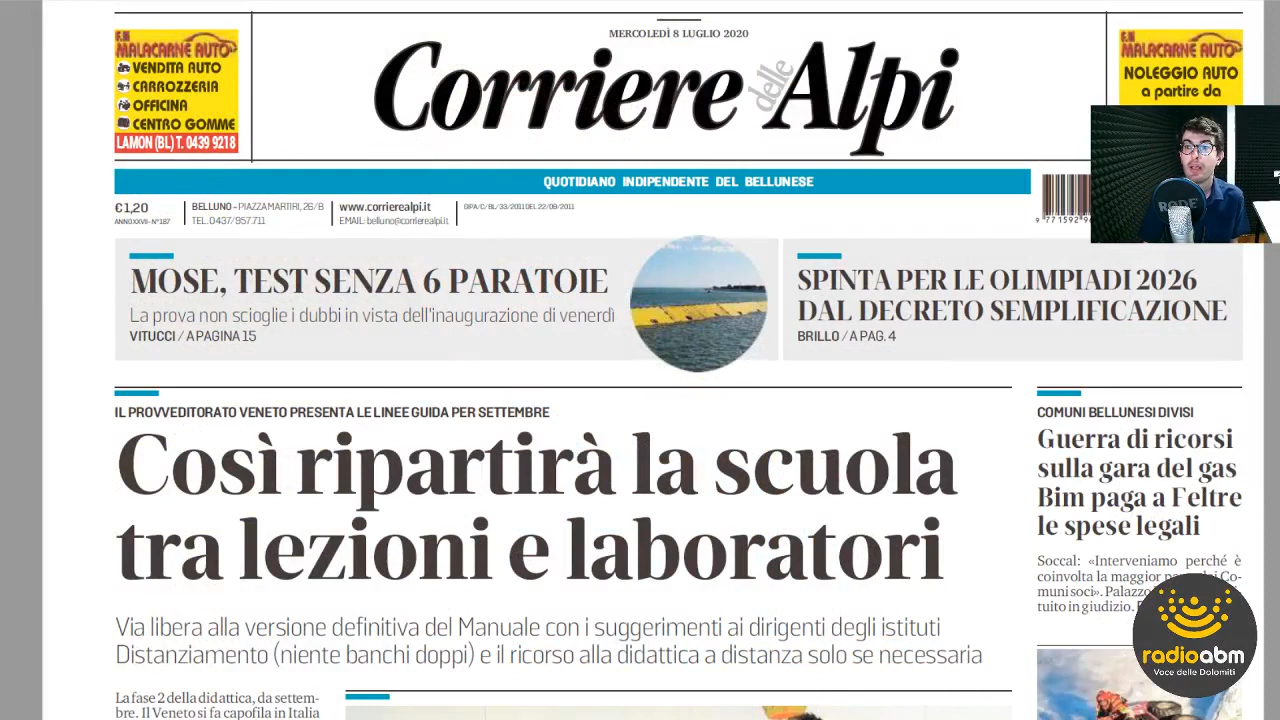 MERCOLEDÌ 8 LUGLIO 2020
Corriere delle Alpi
F.lli
MALACARNE AUTO
VENDITA AUTO
CARROZZERIA
OFFICINA
CENTRO GOMME
LAMON (BL) T. 0439 9218
MALACARNE AUTO
NOLEGGIO AUTO
a partire da
QUOTIDIANO INDIPENDENTE DEL BELLUNESE
€ 1,20
ANNO XXVII - N° 187
BELLUNO - PIAZZA MARTIRI, 26/B
TEL. 0437/957.711
www.corrierealpi.it
EMAIL: belluno@corrierealpi.it
RODE
MOSE, TEST SENZA 6 PARATOIE
La prova non scioglie i dubbi in vista dell'inaugurazione di venerdì
VITUCCI / A PAGINA 15
SPINTA PER LE OLIMPIADI 2026
DAL DECRETO SEMPLIFICAZIONE
BRILLO / A PAG. 4
IL PROVVEDITORATO VENETO PRESENTA LE LINEE GUIDA PER SETTEMBRE
Così ripartirà la scuola
tra lezioni e laboratori
Via libera alla versione definitiva del Manuale con i suggerimenti ai dirigenti degli istituti
Distanziamento (niente banchi doppi) e il ricorso alla didattica a distanza solo se necessaria
La fase 2 della didattica, da settem-
bre. Il Veneto si fa capofila in Italia
COMUNI BELLUNESI DIVISI
Guerra di ricorsi
sulla gara del gas
Bim paga a Feltre
le spese legali
Soccal: «Interveniamo perché è
coinvolta la maggior Co-
muni soci». Palazzo
tuito in giudizio.
radioabm
Voce delle Dolomiti